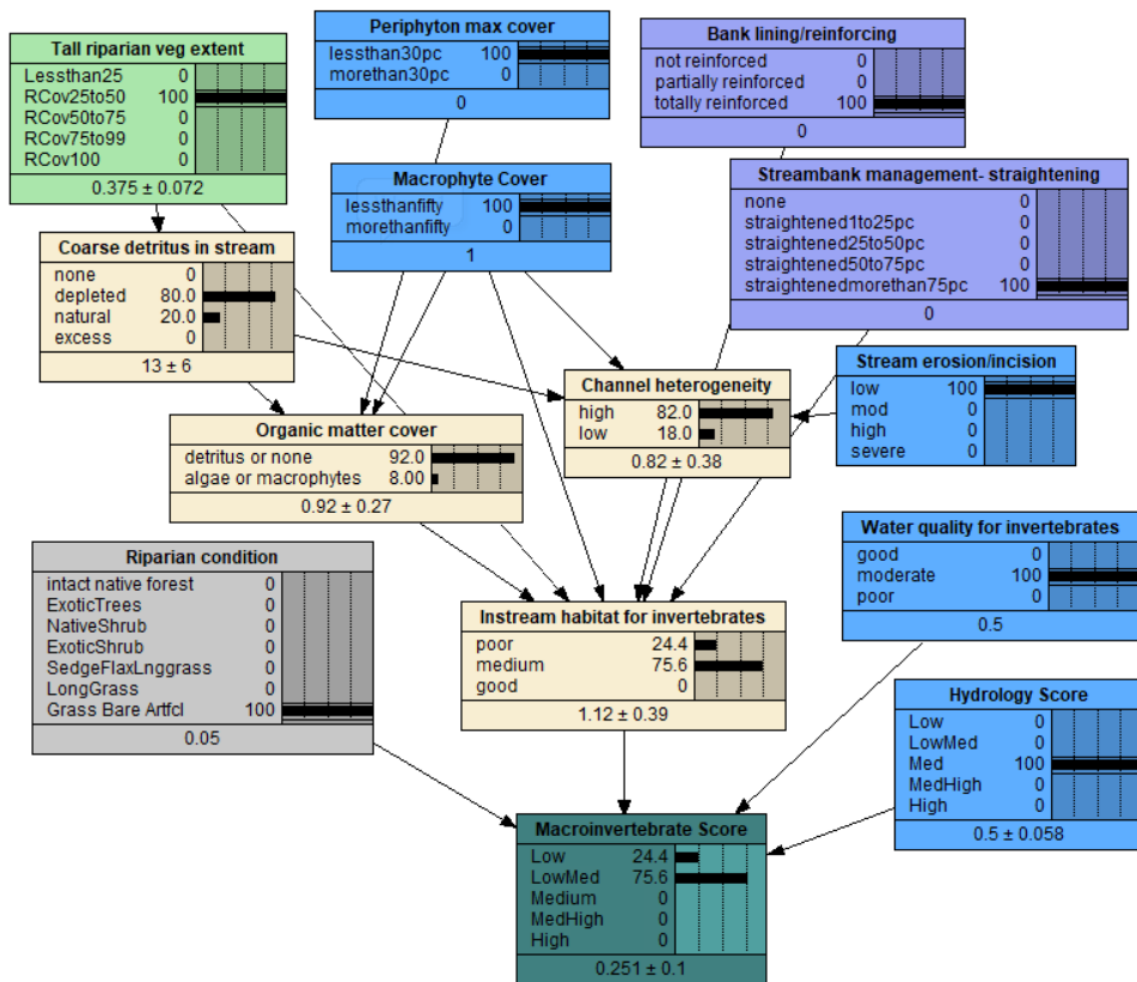 Tall riparian veg extent
Lessthan25 0
RCov25to50 100
RCov50to75 0
RCov75to99 0
RCov100 0
0.375 ± 0.072
Periphyton max cover
lessthan30pc 100
morethan30pc 0
0
Bank lining/reinforcing
not reinforced 0
partially reinforced 0
totally reinforced 100
0
Macrophyte Cover
lessthanfifty 100
morethanfifty 0
1
Streambank management- straightening
none 0
straightened1to25pc 0
straightened25to50pc 0
straightened50to75pc 0
straightenedmorethan75pc 100
0
Coarse detritus in stream
none 0
depleted 80.0
natural 20.0
excess 0
13 ± 6
Channel heterogeneity
high 82.0
low 18.0
0.82 ± 0.38
Stream erosion/incision
low 100
mod 0
high 0
severe 0
Organic matter cover
detritus or none 92.0
algae or macrophytes 8.00
0.92 ± 0.27
Water quality for invertebrates
good 0
moderate 100
poor 0
0.5
Riparian condition
intact native forest 0
ExoticTrees 0
NativeShrub 0
ExoticShrub 0
SedgeFlaxLnggrass 0
LongGrass 0
Grass Bare Artfcl 100
0.05
Instream habitat for invertebrates
poor 24.4
medium 75.6
good 0
1.12 ± 0.39
Hydrology Score
Low 0
LowMed 0
Med 100
MedHigh 0
High 0
0.5 ± 0.058
Macroinvertebrate Score
Low 24.4
LowMed 75.6
Medium 0
MedHigh 0
High 0
0.251 ± 0.1